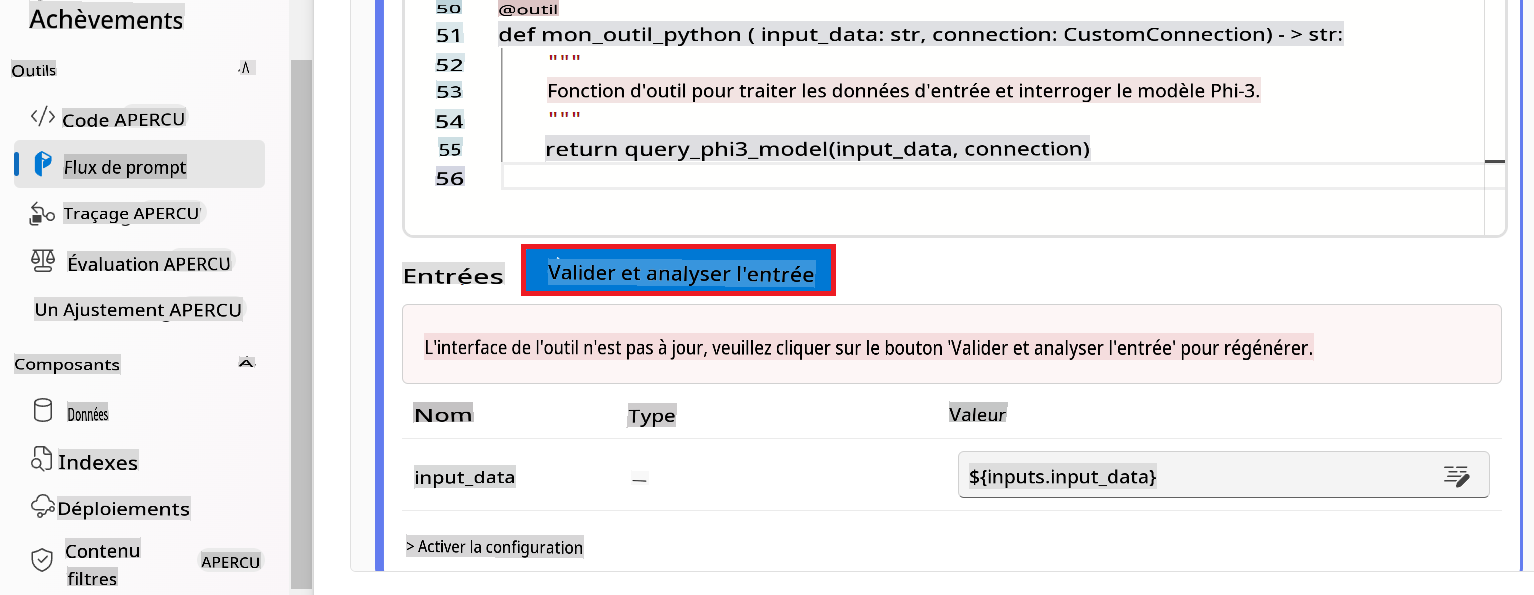 Achèvements
Outils
Code APERCU
Flux de prompt
Traçage APERCU
Évaluation APERCU
Un Ajustement APERCU
Composants
Données
Indexes
Déploiements
Contenu
filtres
APERCU
50 @outil
51 def mon_outil_python ( input_data: str, connection: CustomConnection) - > str:
52 """
53 Fonction d'outil pour traiter les données d'entrée et interroger le modèle Phi-3.
54 """
55 return query_phi3_model(input_data, connection)
56
Entrées Valider et analyser l'entrée
L'interface de l'outil n'est pas à jour, veuillez cliquer sur le bouton 'Valider et analyser l'entrée' pour régénérer.
Nom Type Valeur
input_data — ${inputs.input_data}
> Activer la configuration